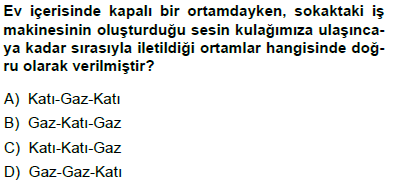 Ev içerisinde kapalı bir ortamdayken, sokaktaki iş
makinesinin oluşturduğu sesin kulağımıza ulaşınca-
ya kadar sırasıyla iletildiği ortamlar hangisinde doğ-
ru olarak verilmiştir?
A) Katı-Gaz-Katı
B) Gaz-Katı-Gaz
C) Katı-Katı-Gaz
D) Gaz-Gaz-Katı